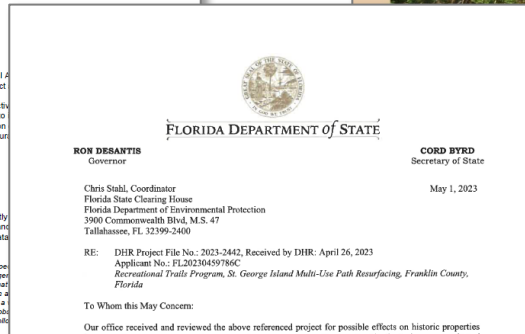 FLORIDA DEPARTMENT of STATE
RON DESANTIS
Governor
CORD BYRD
Secretary of State
Chris Stahl, Coordinator
May 1, 2023
Florida State Clearing House
Florida Department of Environmental Protection
3900 Commonwealth Blvd, M.S. 47
Tallahassee, FL 32399-2400
RE: DHR Project File No.: 2023-2442, Received by DHR: April 26, 2023
Applicant No.: FL20230459786C
Recreational Trails Program, St. George Island Multi-Use Path Resurfacing, Franklin County,
Florida
To Whom this May Concern:
Our office received and reviewed the above referenced project for possible effects on historic properties